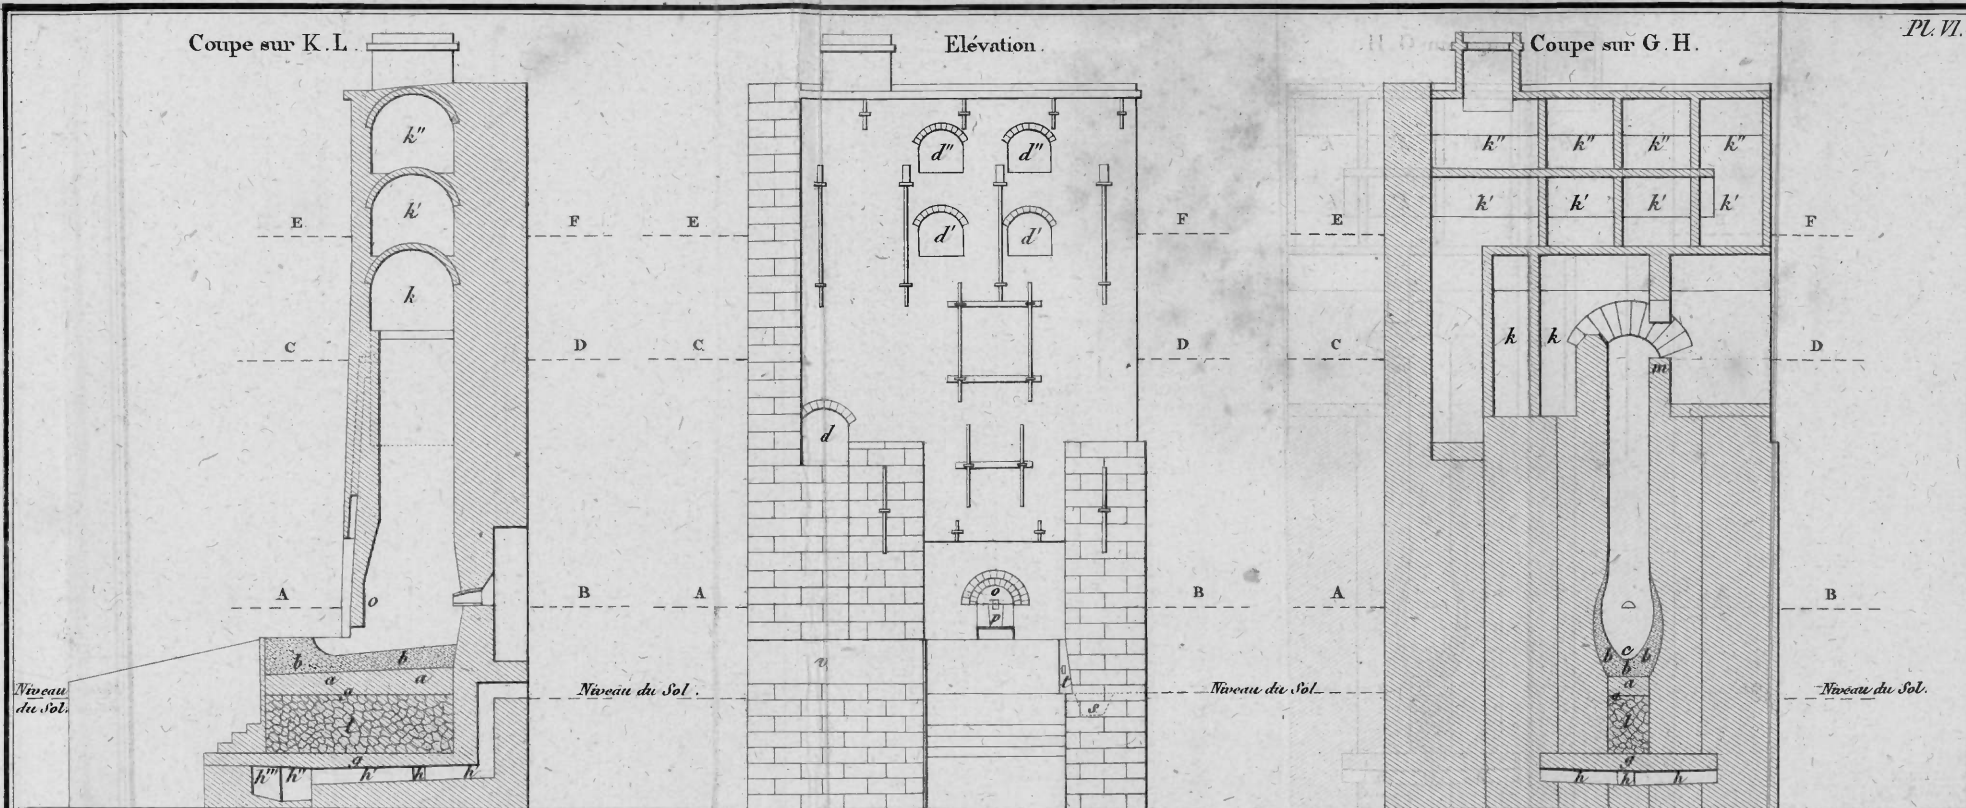 Pl. VI.
Coupe sur K. L.
k''
k'
k
E F
C D
A B
o
b b
a a
a
l
g
h''' h'' h' h h
Niveau
du Sol.
Elévation.
d'' d''
d' d'
d
E F
C D
A B
o
p
v
t
s
Niveau du Sol.
Coupe sur G. H.
k'' k'' k'' k''
k' k' k' k'
k k
m
E F
C D
A B
c
b b
b
a
a
l
g
h h h
Niveau du Sol
Niveau du Sol.